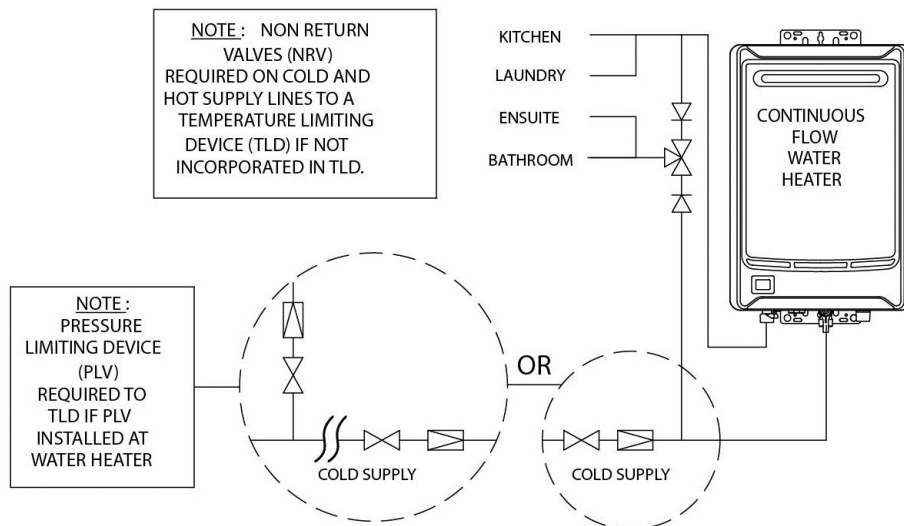 NOTE : NON RETURN
VALVES (NRV)
REQUIRED ON COLD AND
HOT SUPPLY LINES TO A
TEMPERATURE LIMITING
DEVICE (TLD) IF NOT
INCORPORATED IN TLD.
KITCHEN
LAUNDRY
ENSUITE
BATHROOM
CONTINUOUS
FLOW
WATER
HEATER
NOTE :
PRESSURE
LIMITING DEVICE
(PLV)
REQUIRED TO
TLD IF PLV
INSTALLED AT
WATER HEATER
OR
COLD SUPPLY
COLD SUPPLY